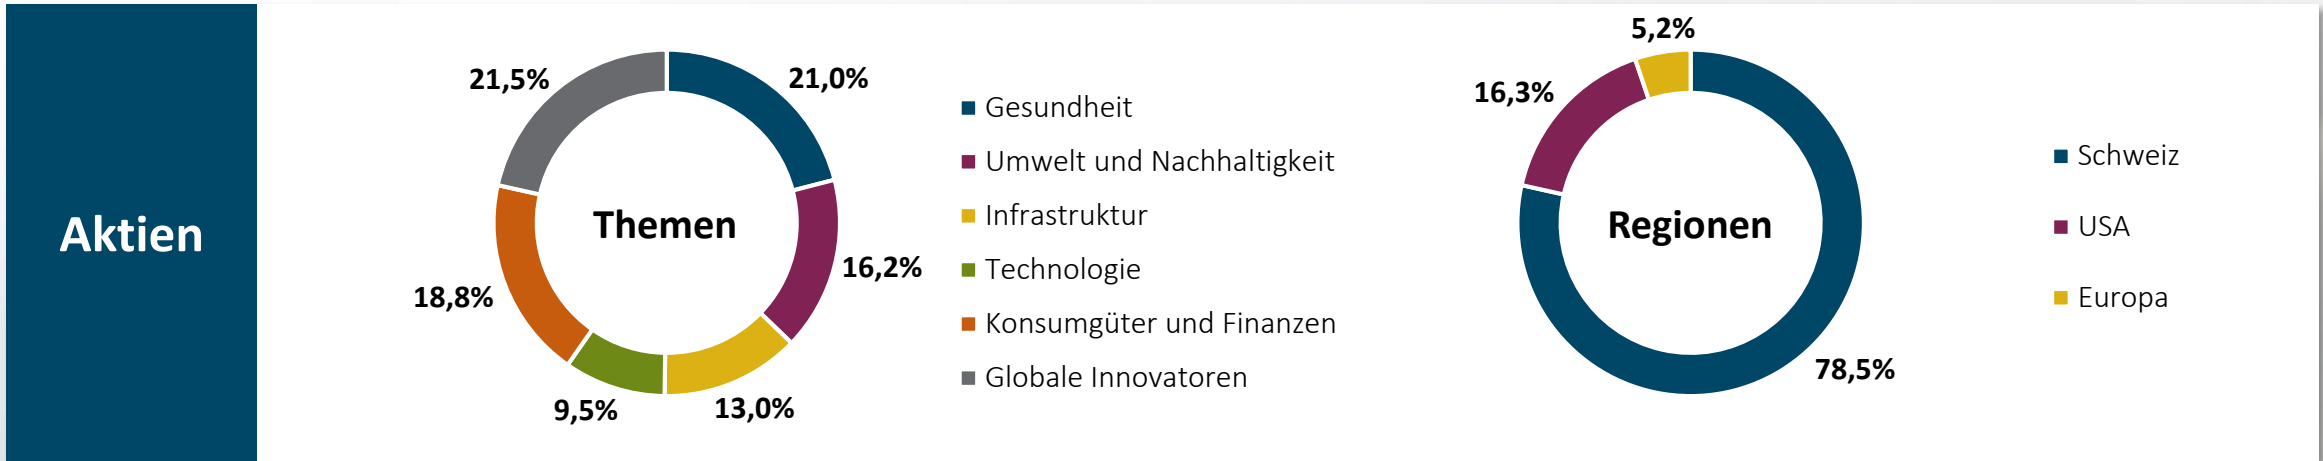 Aktien
Themen
21,0%
16,2%
13,0%
9,5%
18,8%
21,5%
Gesundheit
Umwelt und Nachhaltigkeit
Infrastruktur
Technologie
Konsumgüter und Finanzen
Globale Innovatoren
Regionen
78,5%
16,3%
5,2%
Schweiz
USA
Europa